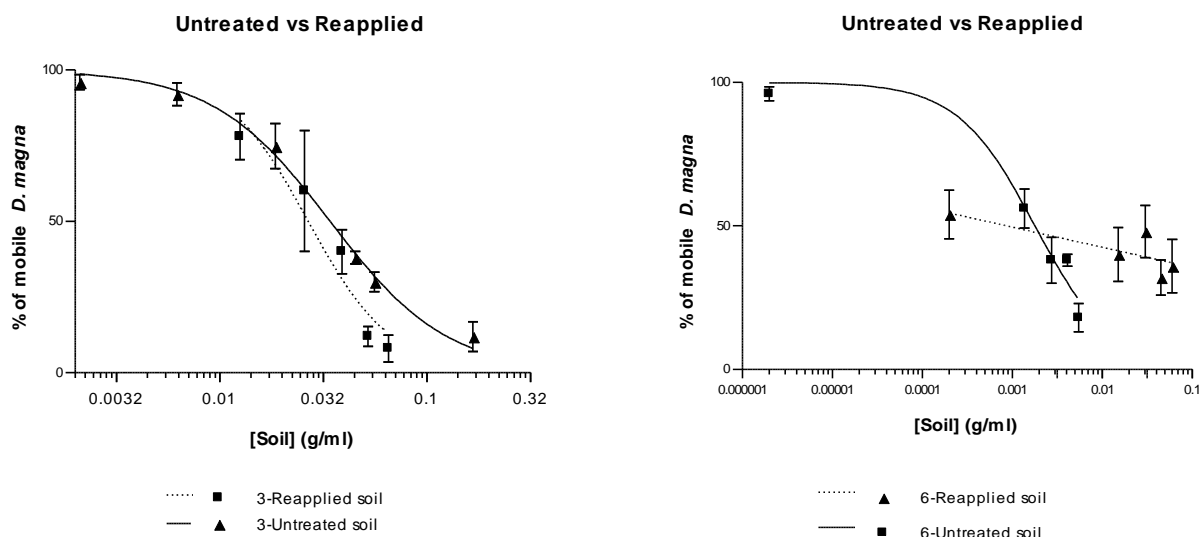 Untreated vs Reapplied
100
50
0
% of mobile D. magna
0.0032 0.01 0.032 0.1 0.32
[Soil] (g/ml)
3-Reapplied soil
3-Untreated soil
Untreated vs Reapplied
100
50
0
% of mobile D. magna
0.000001 0.00001 0.0001 0.001 0.01 0.1
[Soil] (g/ml)
6-Reapplied soil
6-Untreated soil